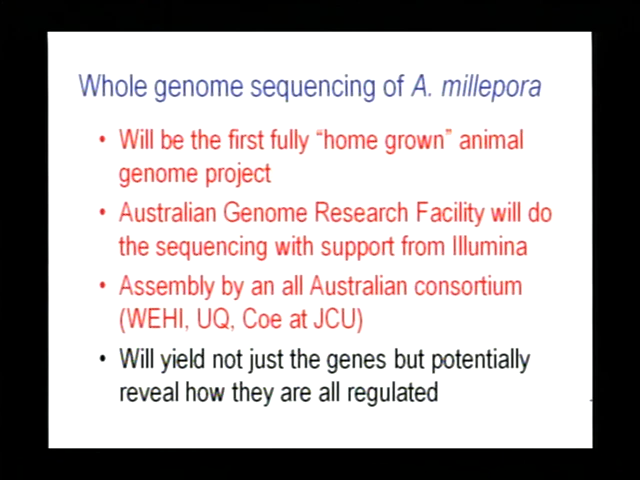 Whole genome sequencing of A. millepora
• Will be the first fully “home grown” animal
genome project
• Australian Genome Research Facility will do
the sequencing with support from Illumina
• Assembly by an all Australian consortium
(WEHI, UQ, Coe at JCU)
• Will yield not just the genes but potentially
reveal how they are all regulated